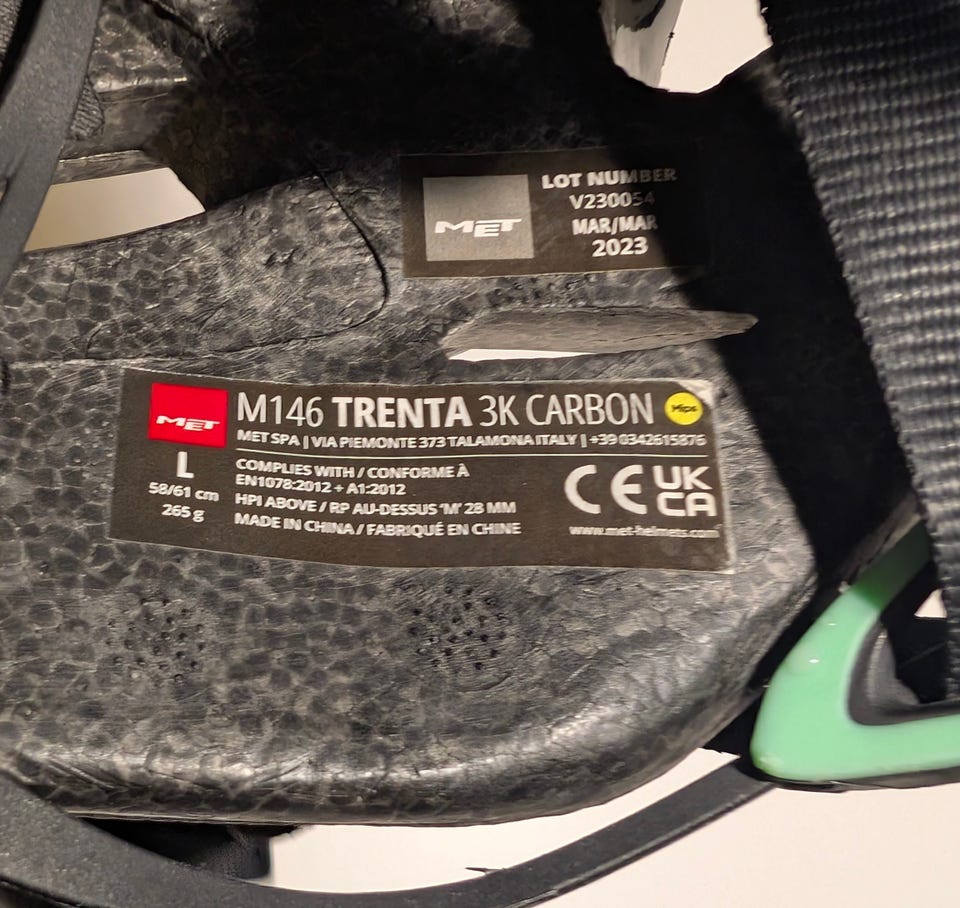 MET
LOT NUMBER
V230054
MAR/MAR
2023
MET
M146 TRENTA 3K CARBON
Mips
MET SPA | VIA PIEMONTE 373 TALAMONA ITALY | +39 0342615876
L
58/61 cm
265 g
COMPLIES WITH / CONFORME À
EN1078:2012 + A1:2012
HPI ABOVE / RP AU-DESSUS 'M' 28 MM
MADE IN CHINA / FABRIQUÉ EN CHINE
CE
UK
CA
www.met-helmets.com